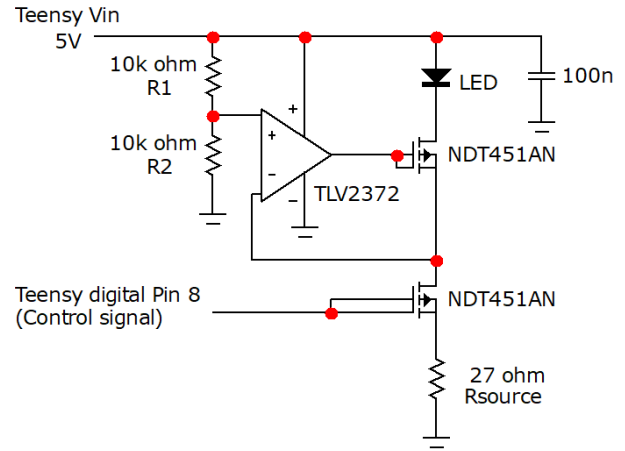 Teensy Vin
5V
10k ohm
R1
LED
100n
10k ohm
R2
+
+
NDT451AN
-
-
TLV2372
Teensy digital Pin 8
(Control signal)
NDT451AN
27 ohm
Rsource